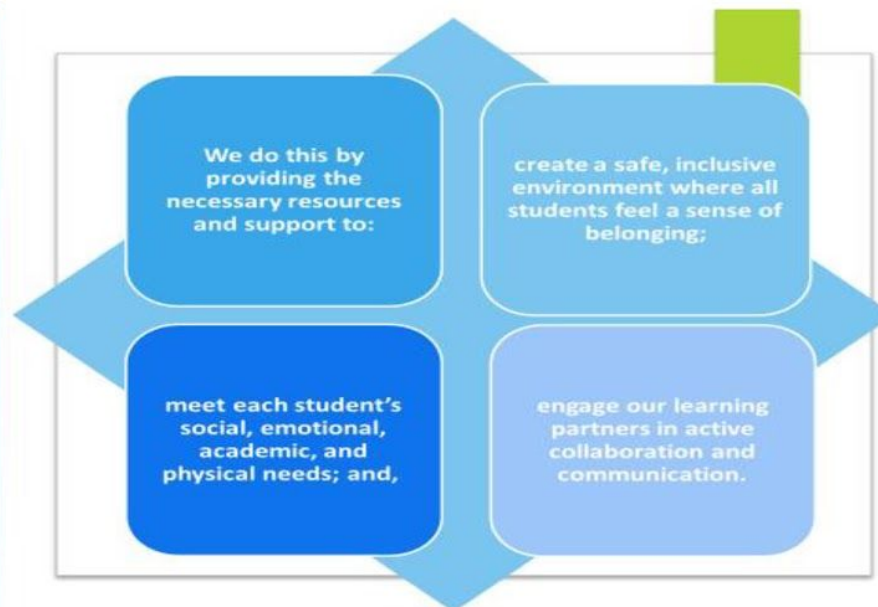 We do this by
providing the
necessary resources
and support to:
create a safe, inclusive
environment where all
students feel a sense of
belonging;
meet each student’s
social, emotional,
academic, and
physical needs; and,
engage our learning
partners in active
collaboration and
communication.